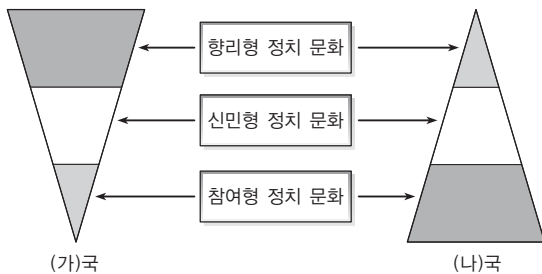 향리형 정치 문화
신민형 정치 문화
참여형 정치 문화
(가)국
(나)국